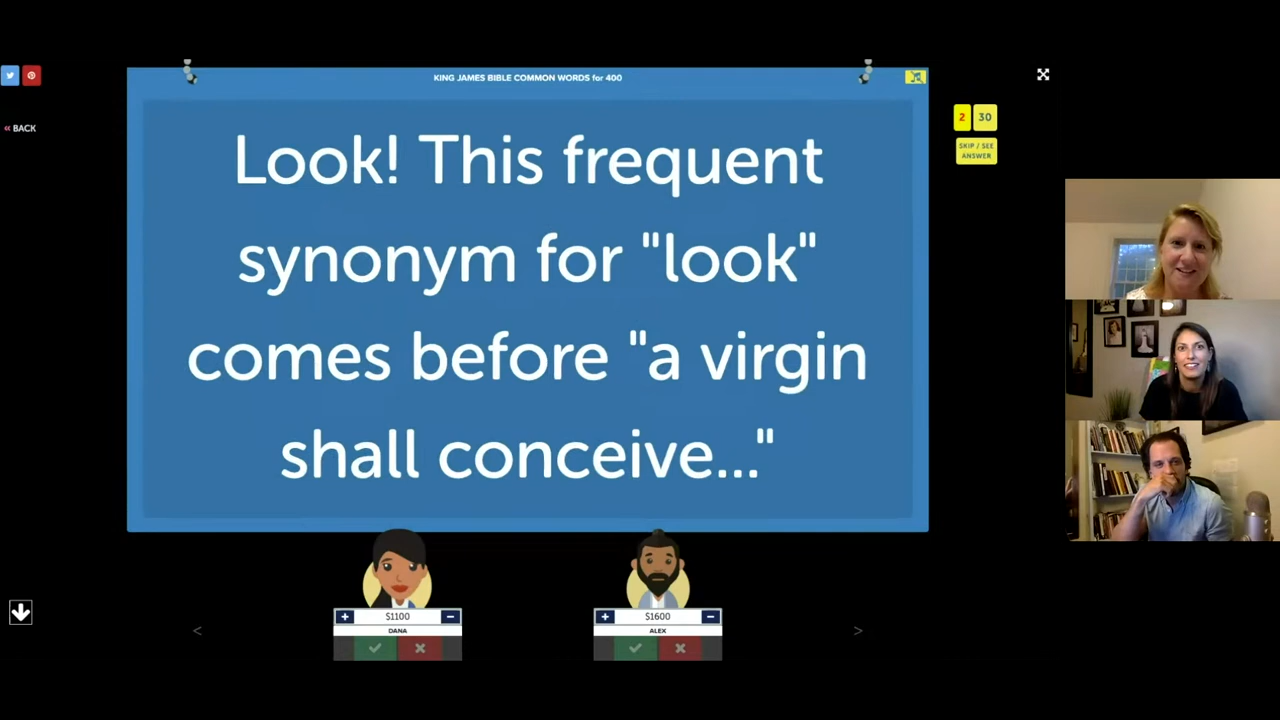 KING JAMES BIBLE COMMON WORDS for 400
« BACK
2 30
SKIP / SEE
ANSWER
Look! This frequent
synonym for "look"
comes before "a virgin
shall conceive..."
+ $1100 −
DANA
+ $1600 −
ALEX
< >